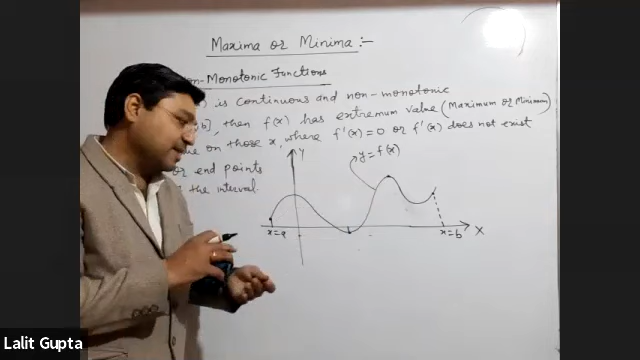 Maxima or Minima :-
Non-Monotonic Functions
is continuous and non-monotonic
b], then f(x) has extremum value (Maximum or Minimum)
on those x, where f'(x) = 0 or f'(x) does not exist
or end points
the interval.
Y
y = f(x)
x=a
x=b
X
Lalit Gupta